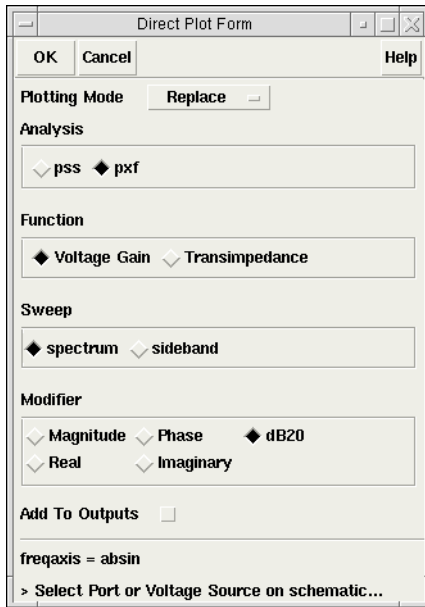 Direct Plot Form
OK Cancel Help
Plotting Mode Replace
Analysis
pss pxf
Function
Voltage Gain Transimpedance
Sweep
spectrum sideband
Modifier
Magnitude Phase dB20
Real Imaginary
Add To Outputs
freqaxis = absin
> Select Port or Voltage Source on schematic...